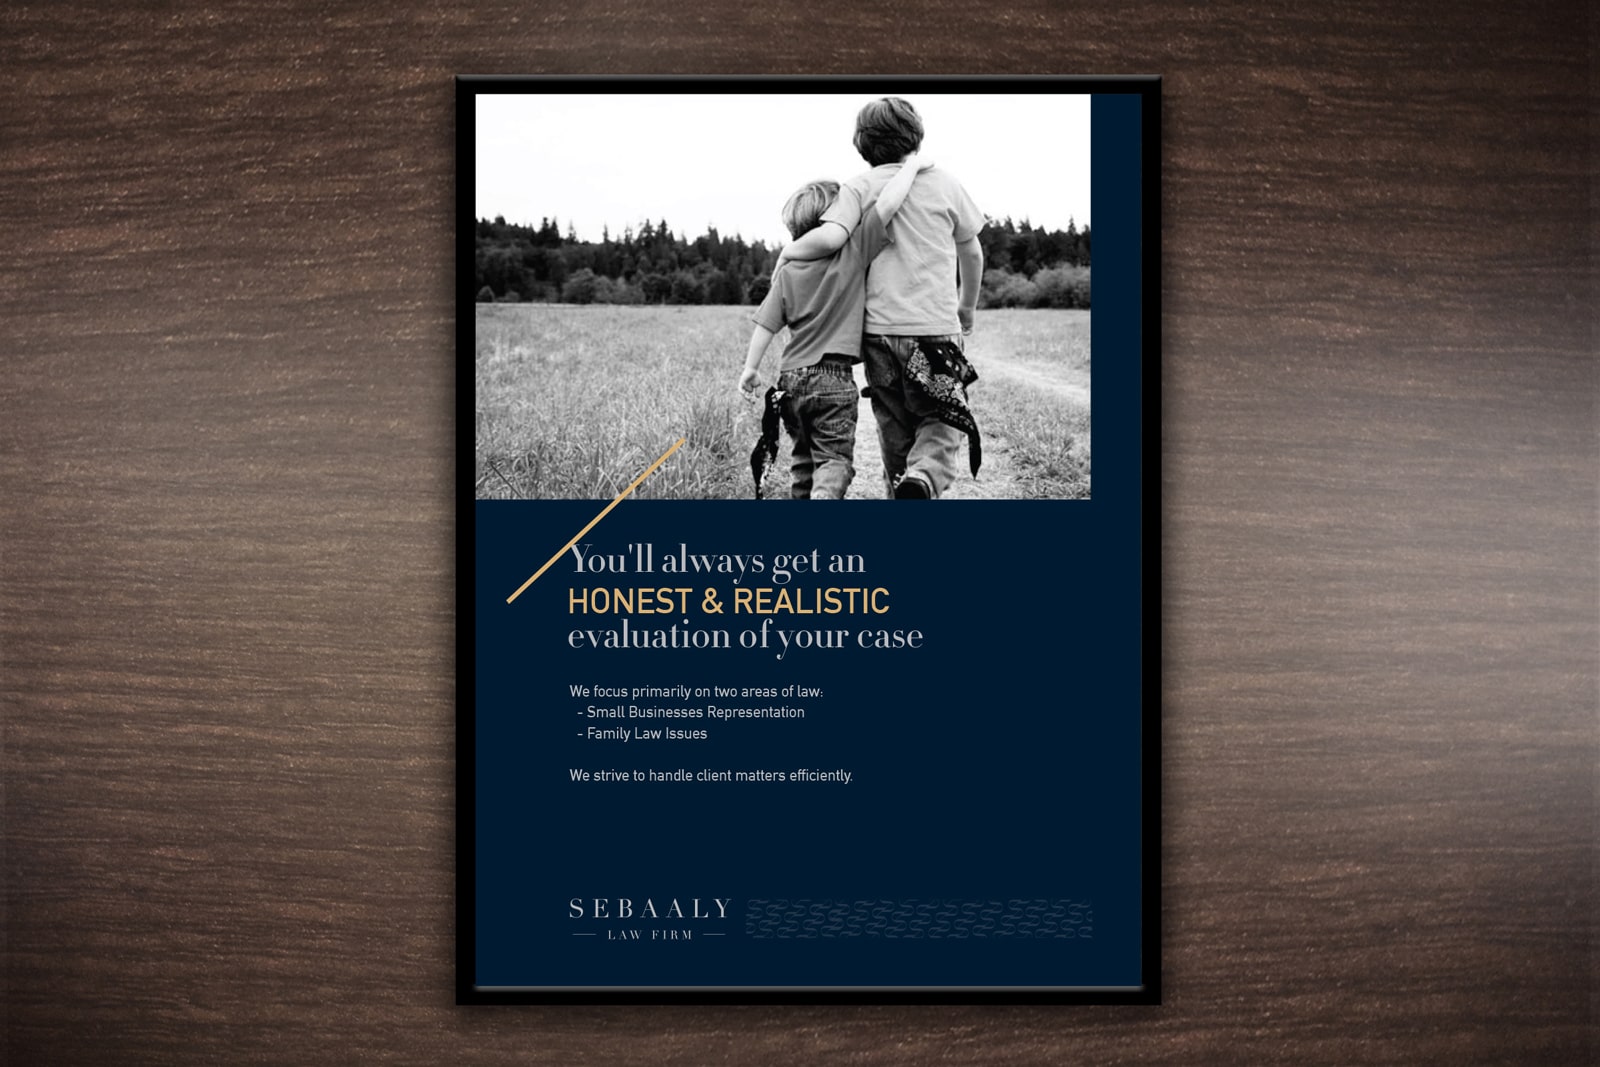 You'll always get an
HONEST & REALISTIC
evaluation of your case
We focus primarily on two areas of law:
- Small Businesses Representation
- Family Law Issues
We strive to handle client matters efficiently.
SEBAALY
LAW FIRM